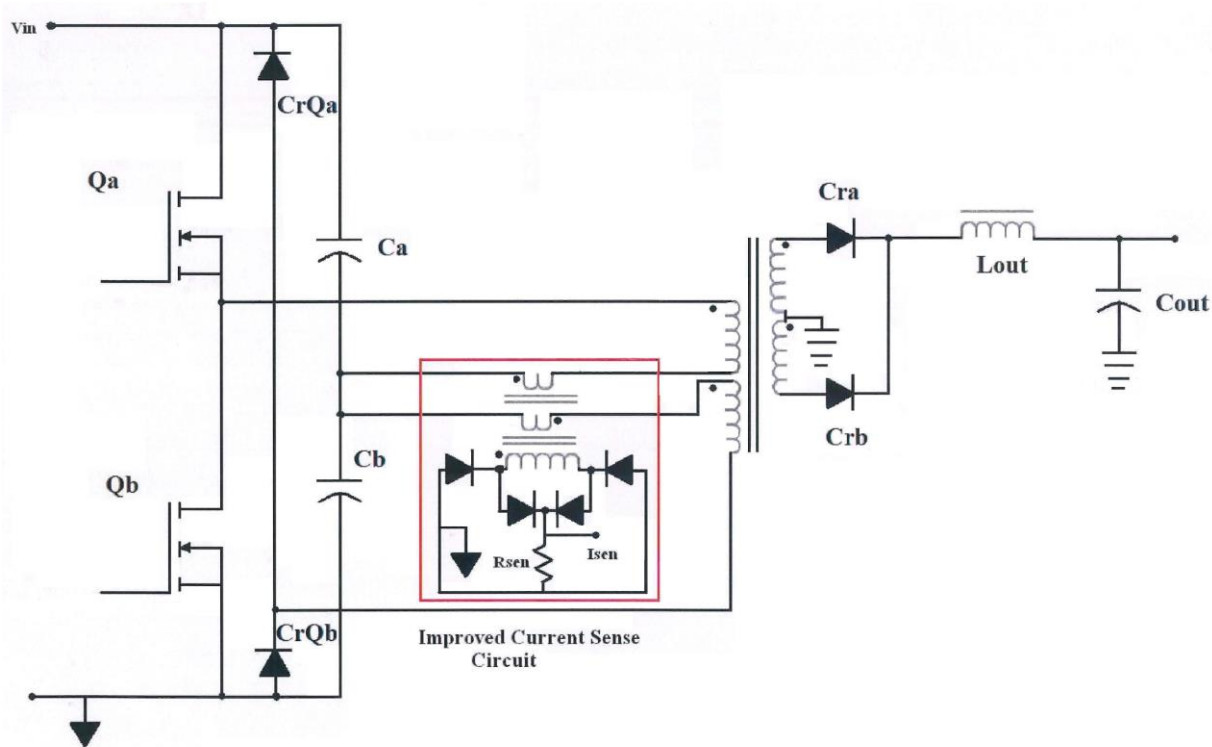 Vin
CrQa
Qa
Ca
Cra
Lout
Cout
Crb
Cb
Qb
Rsen
Isen
CrQb
Improved Current Sense
Circuit